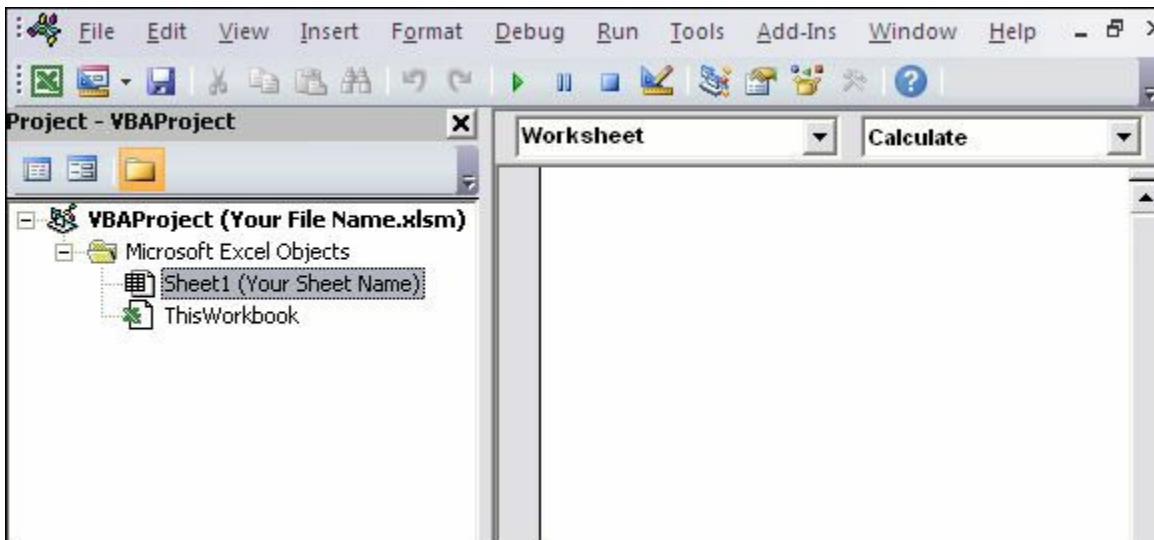 File Edit View Insert Format Debug Run Tools Add-Ins Window Help
Project - VBAProject
Worksheet Calculate
VBAProject (Your File Name.xlsm)
Microsoft Excel Objects
Sheet1 (Your Sheet Name)
ThisWorkbook